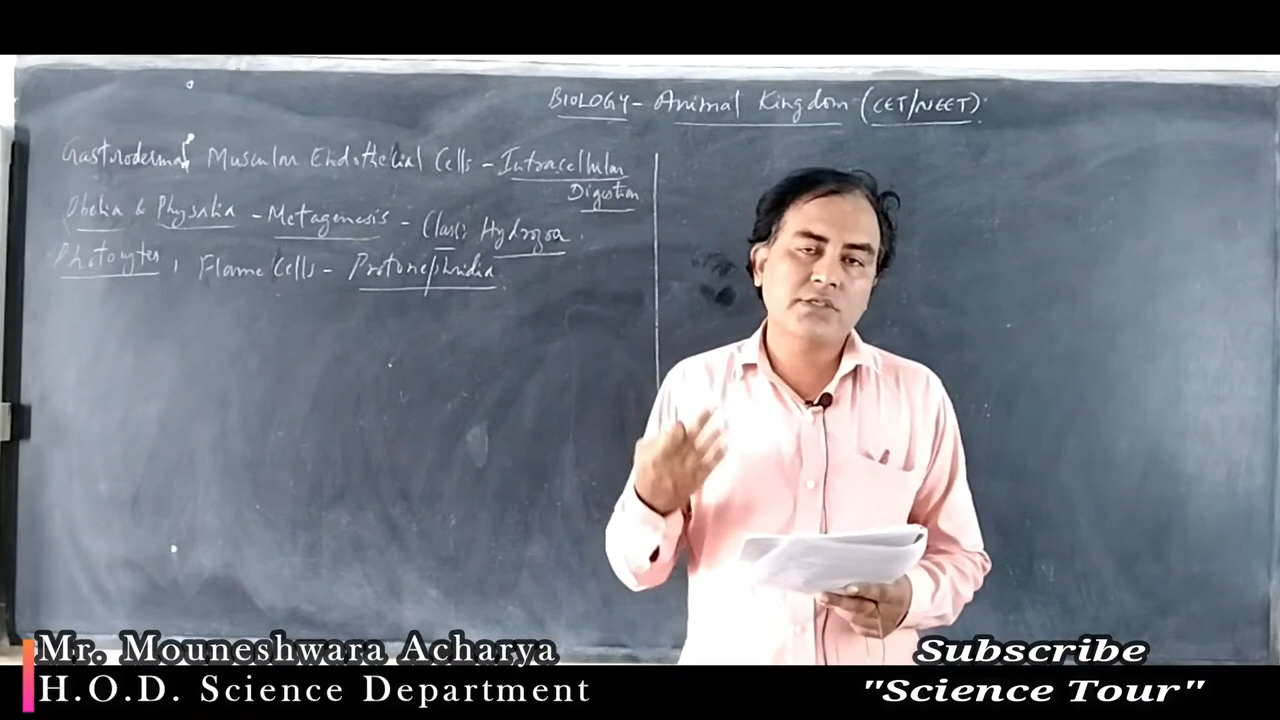 BIOLOGY - Animal Kingdom (CET/NEET).
Gastrodermal Muscular Endothelial Cells - Intracellular
Digestion
Obelia & Physalia - Metagenesis - Class: Hydrozoa.
Photocytes, Flame Cells - Protonephridia.
Mr. Mouneshwara Acharya
H.O.D. Science Department
Subscribe
"Science Tour"